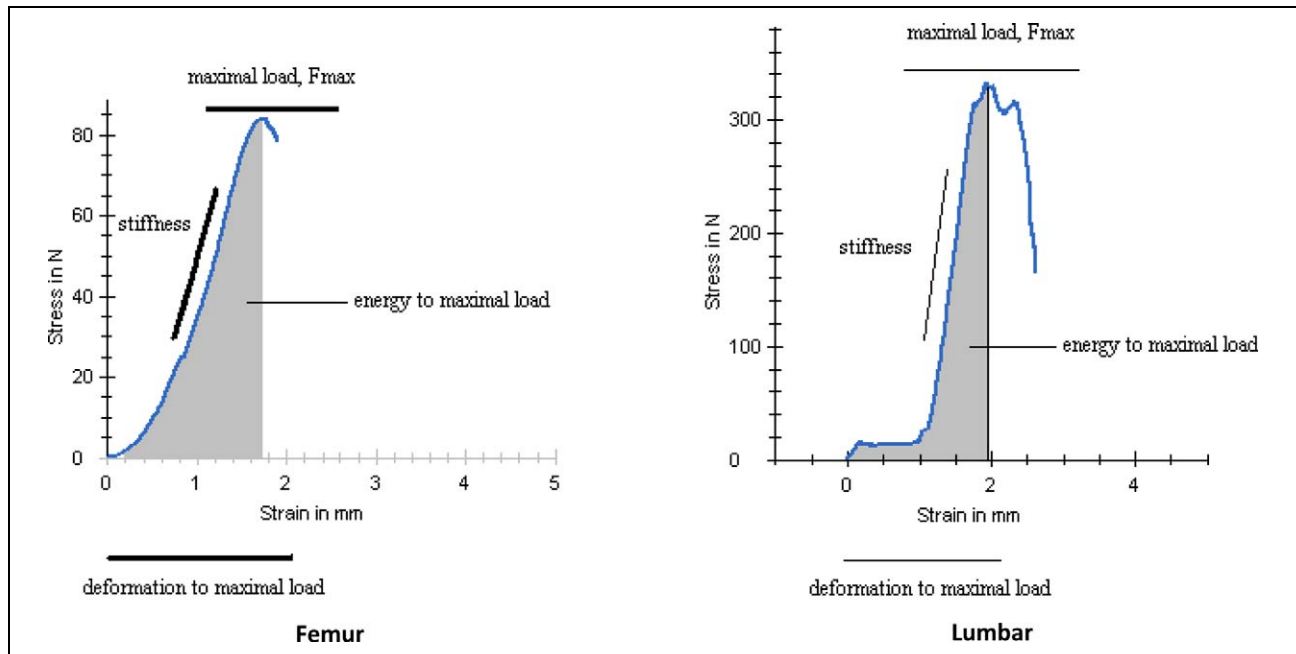 maximal load, Fmax
80
60
40
20
0
Stress in N
stiffness
energy to maximal load
0 1 2 3 4 5
Strain in mm
deformation to maximal load
Femur
maximal load, Fmax
300
200
100
0
Stress in N
stiffness
energy to maximal load
0 2 4
Strain in mm
deformation to maximal load
Lumbar